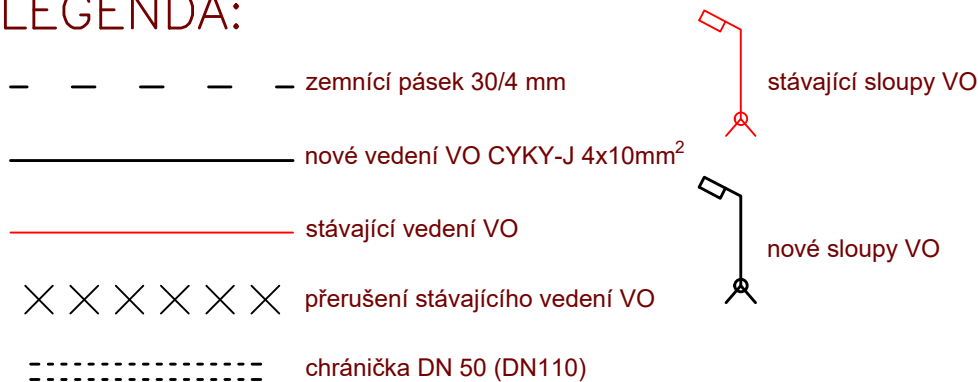 LEGENDA:
zemnící pásek 30/4 mm
nové vedení VO CYKY-J 4x10mm²
stávající vedení VO
přerušení stávajícího vedení VO
chránička DN 50 (DN110)
stávající sloupy VO
nové sloupy VO